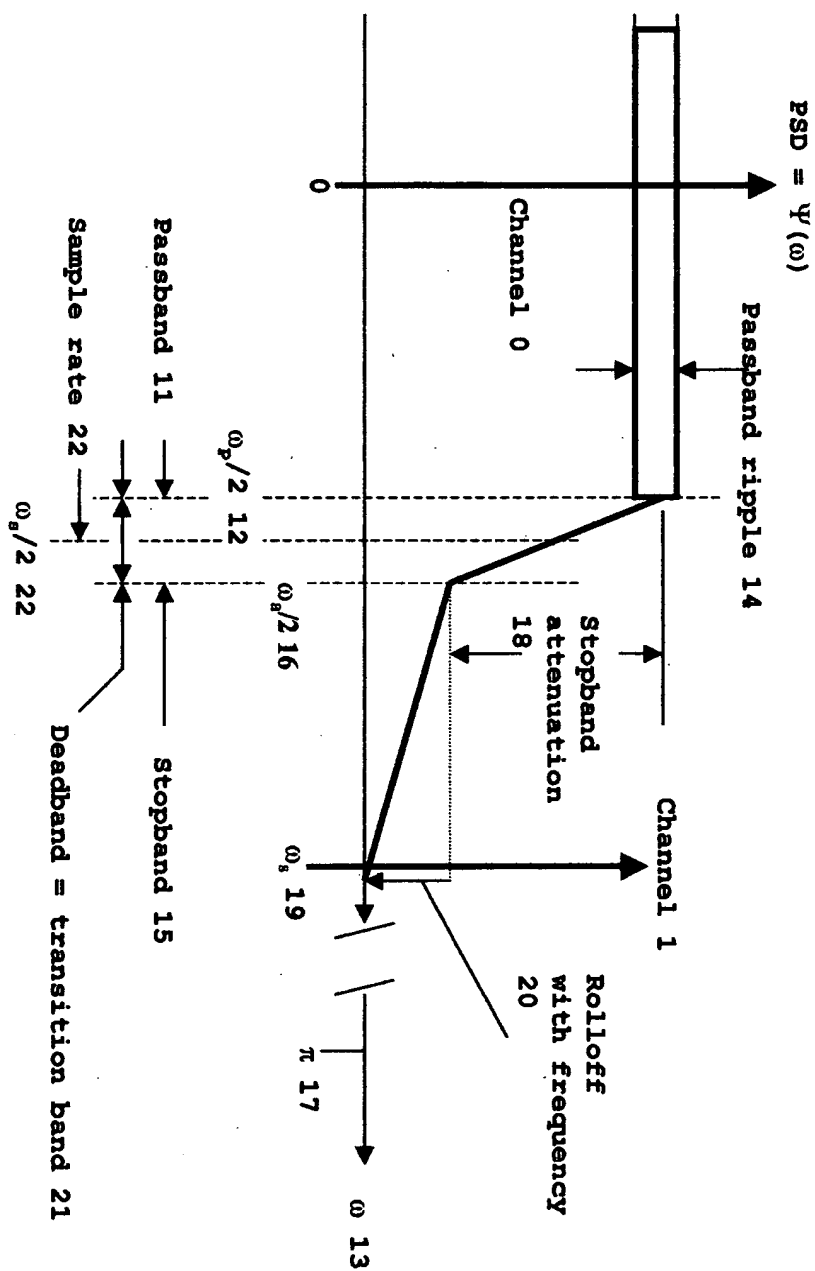 PSD = Ψ(ω)
Passband ripple 14
Channel 1
Channel 0
Stopband
attenuation
18
Rolloff
with frequency
20
0
ωp/2 12
ωs/2 16
ωs 19
π 17
ω 13
Passband 11
Stopband 15
Sample rate 22
Deadband = transition band 21
ωs/2 22